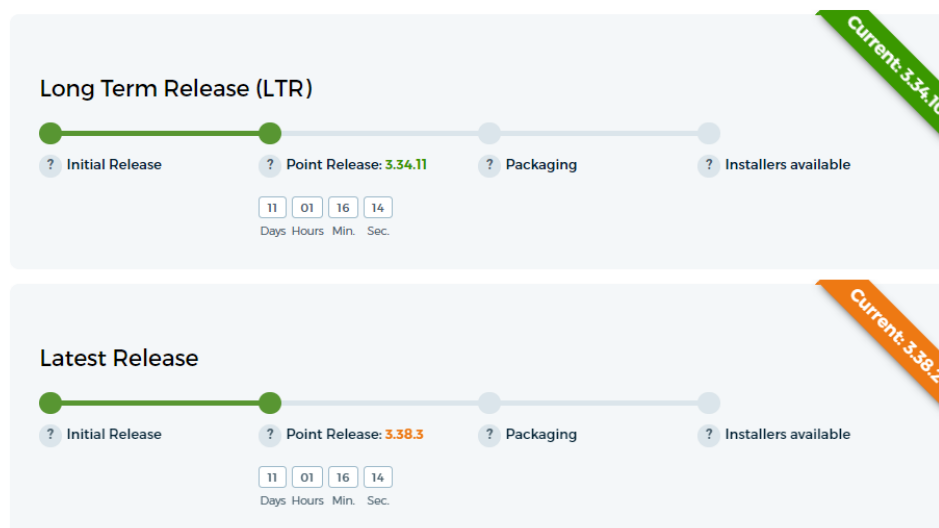 Current: 3.34.10
Long Term Release (LTR)
? Initial Release
? Point Release: 3.34.11
? Packaging
? Installers available
11 01 16 14
Days Hours Min. Sec.
Current: 3.38.2
Latest Release
? Initial Release
? Point Release: 3.38.3
? Packaging
? Installers available
11 01 16 14
Days Hours Min. Sec.